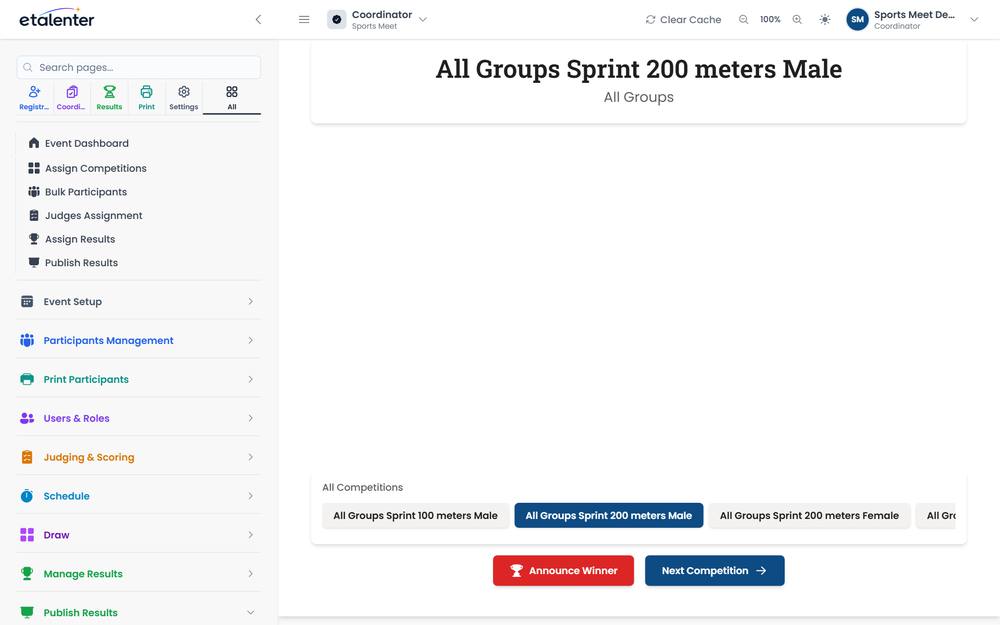 etalenter
Coordinator
Sports Meet
Clear Cache
100%
SM
Sports Meet De...
Coordinator
Search pages...
Registr...
Coordi...
Results
Print
Settings
All
Event Dashboard
Assign Competitions
Bulk Participants
Judges Assignment
Assign Results
Publish Results
Event Setup
Participants Management
Print Participants
Users & Roles
Judging & Scoring
Schedule
Draw
Manage Results
Publish Results
All Groups Sprint 200 meters Male
All Groups
All Competitions
All Groups Sprint 100 meters Male
All Groups Sprint 200 meters Male
All Groups Sprint 200 meters Female
All Gro
Announce Winner
Next Competition